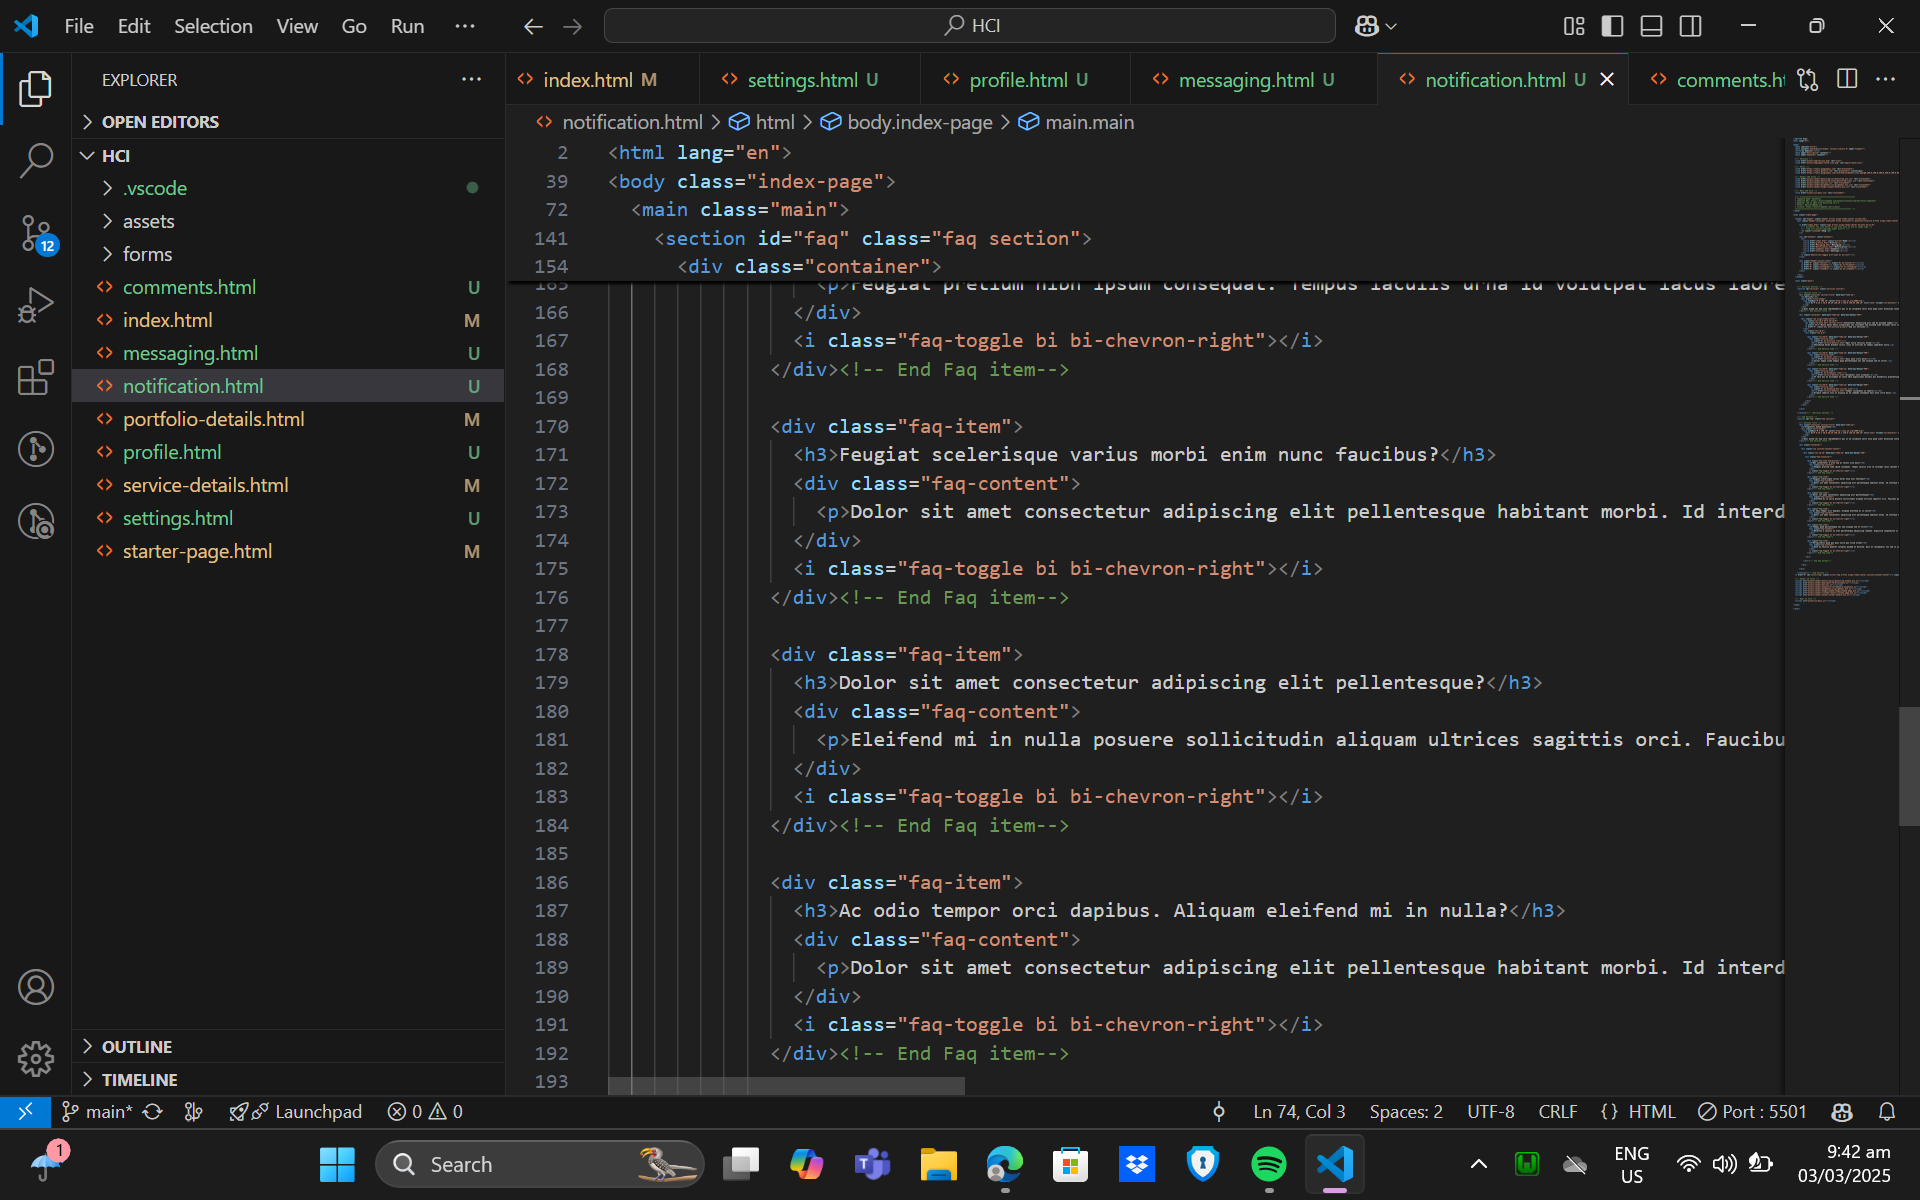 File Edit Selection View Go Run ··· HCI
EXPLORER ···
OPEN EDITORS
HCI
.vscode
assets
forms
comments.html U
index.html M
messaging.html U
notification.html U
portfolio-details.html M
profile.html U
service-details.html M
settings.html U
starter-page.html M
OUTLINE
TIMELINE
12
index.html M settings.html U profile.html U messaging.html U notification.html U comments.ht
notification.html > html > body.index-page > main.main
2 <html lang="en">
39 <body class="index-page">
72 <main class="main">
141 <section id="faq" class="faq section">
154 <div class="container">
165 <p>Feugiat pretium nibh ipsum consequat. Tempus iaculis urna id volutpat lacus laore
166 </div>
167 <i class="faq-toggle bi bi-chevron-right"></i>
168 </div><!-- End Faq item-->
169
170 <div class="faq-item">
171 <h3>Feugiat scelerisque varius morbi enim nunc faucibus?</h3>
172 <div class="faq-content">
173 <p>Dolor sit amet consectetur adipiscing elit pellentesque habitant morbi. Id interd
174 </div>
175 <i class="faq-toggle bi bi-chevron-right"></i>
176 </div><!-- End Faq item-->
177
178 <div class="faq-item">
179 <h3>Dolor sit amet consectetur adipiscing elit pellentesque?</h3>
180 <div class="faq-content">
181 <p>Eleifend mi in nulla posuere sollicitudin aliquam ultrices sagittis orci. Faucibu
182 </div>
183 <i class="faq-toggle bi bi-chevron-right"></i>
184 </div><!-- End Faq item-->
185
186 <div class="faq-item">
187 <h3>Ac odio tempor orci dapibus. Aliquam eleifend mi in nulla?</h3>
188 <div class="faq-content">
189 <p>Dolor sit amet consectetur adipiscing elit pellentesque habitant morbi. Id interd
190 </div>
191 <i class="faq-toggle bi bi-chevron-right"></i>
192 </div><!-- End Faq item-->
193
main* Launchpad 0 0 Ln 74, Col 3 Spaces: 2 UTF-8 CRLF {} HTML Port : 5501
1 Search ENG US 9:42 am
03/03/2025